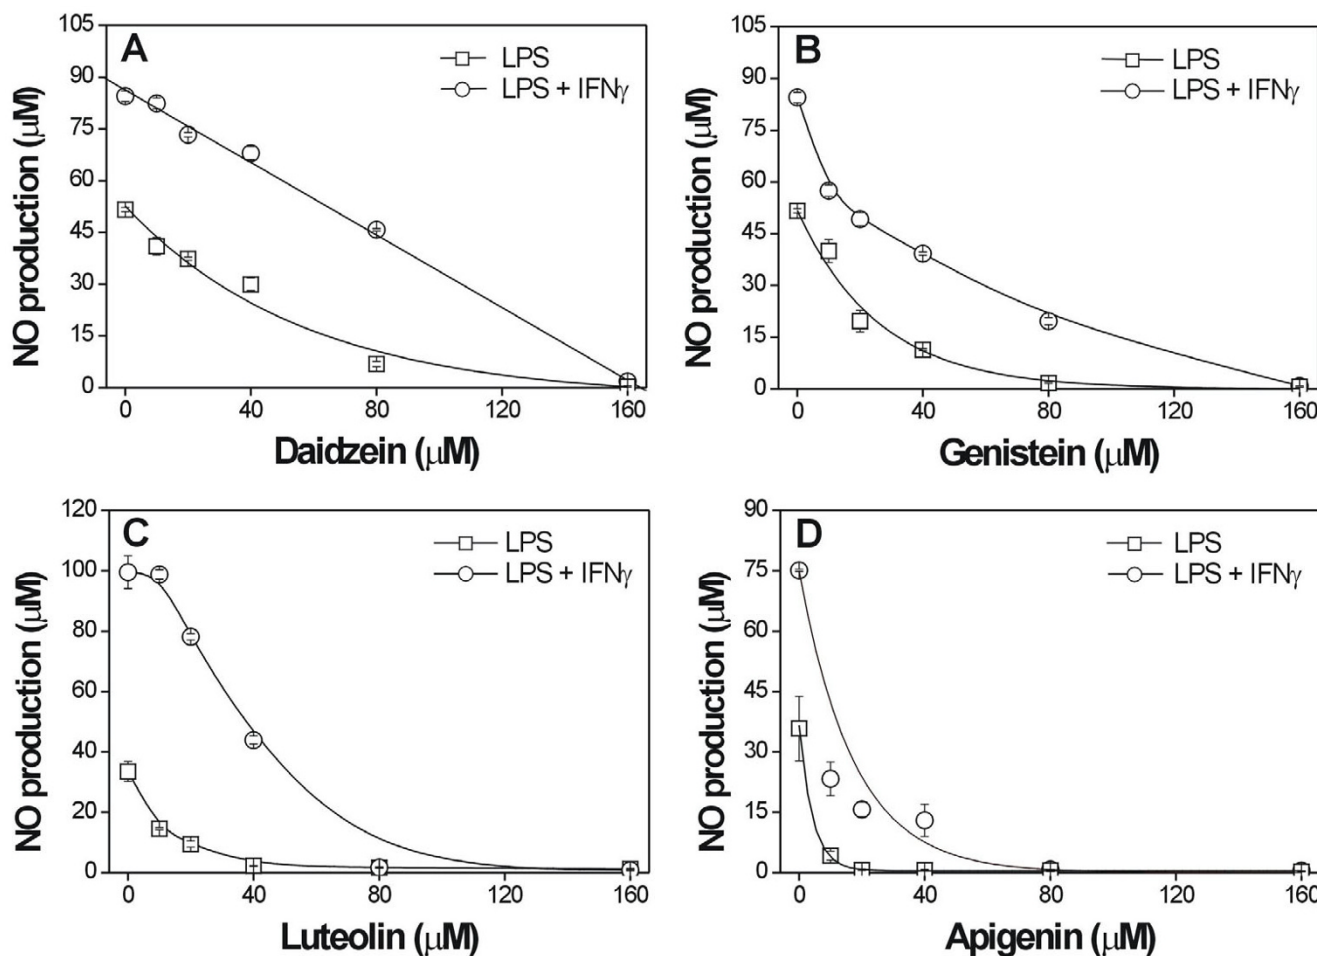 A
LPS
LPS + IFNγ
NO production (μM)
105
90
75
60
45
30
15
0
0 40 80 120 160
Daidzein (μM)
B
LPS
LPS + IFNγ
NO production (μM)
105
90
75
60
45
30
15
0
0 40 80 120 160
Genistein (μM)
C
LPS
LPS + IFNγ
NO production (μM)
120
100
80
60
40
20
0
0 40 80 120 160
Luteolin (μM)
D
LPS
LPS + IFNγ
NO production (μM)
90
75
60
45
30
15
0
0 40 80 120 160
Apigenin (μM)